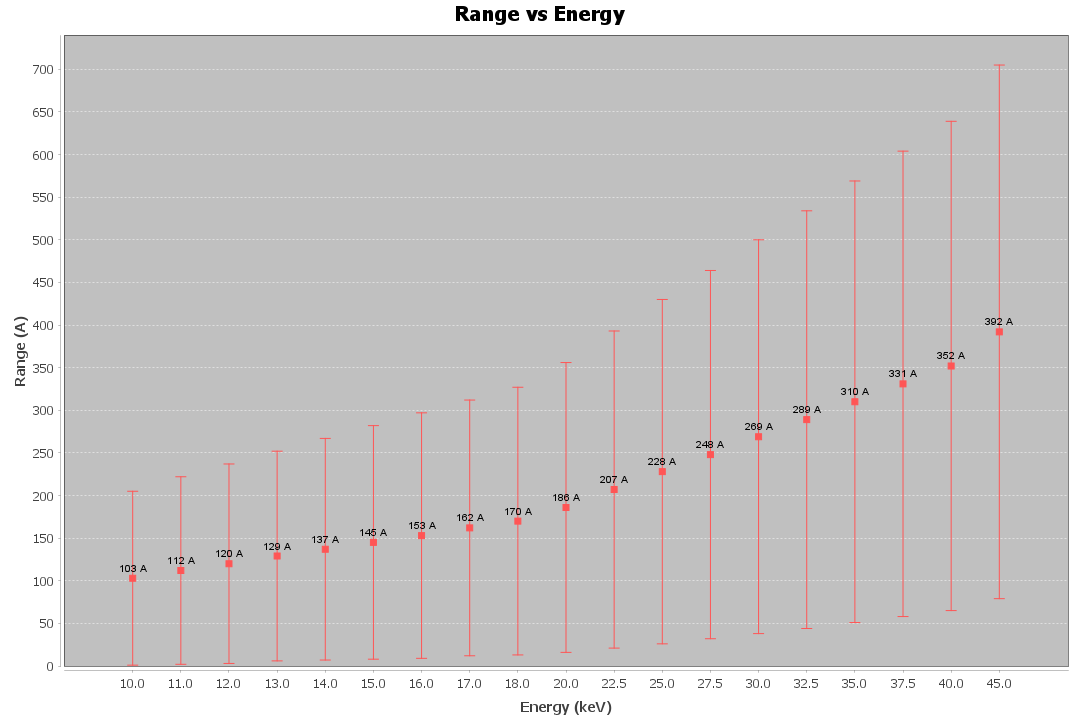 Range vs Energy
Range (A)
700
650
600
550
500
450
400
350
300
250
200
150
100
50
0
103 A
112 A
120 A
129 A
137 A
145 A
153 A
162 A
170 A
186 A
207 A
228 A
248 A
269 A
289 A
310 A
331 A
352 A
392 A
10.0 11.0 12.0 13.0 14.0 15.0 16.0 17.0 18.0 20.0 22.5 25.0 27.5 30.0 32.5 35.0 37.5 40.0 45.0
Energy (keV)